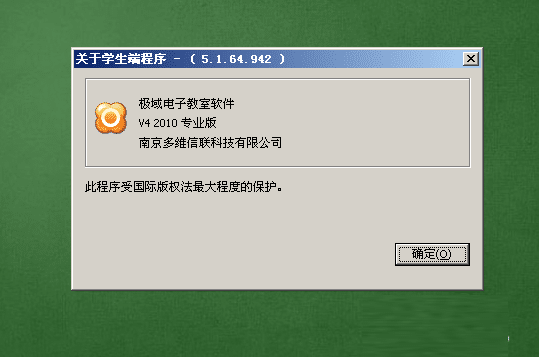 关于学生端程序 - ( 5.1.64.942 )
极域电子教室软件
V4 2010 专业版
南京多维信联科技有限公司
此程序受国际版权法最大程度的保护。
确定(O)